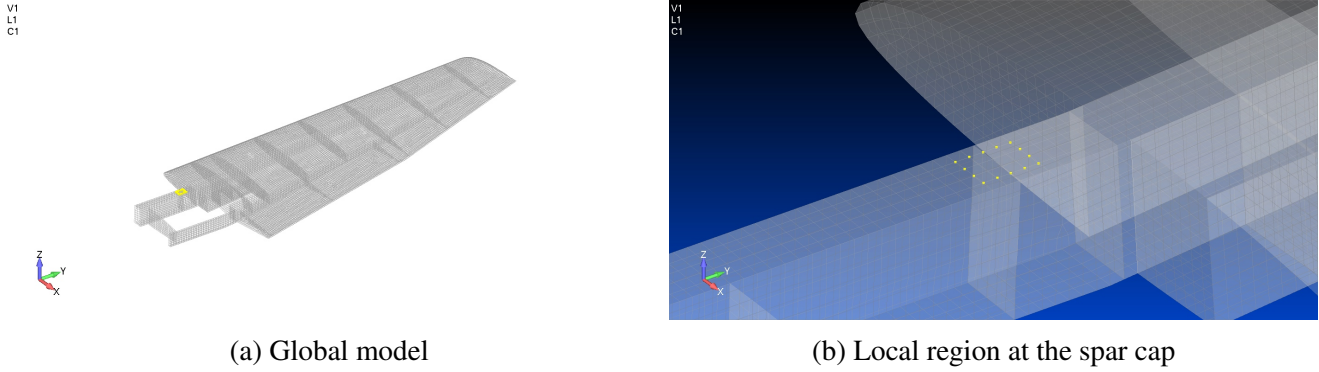 V1
L1
C1
Z
Y
X
V1
L1
C1
Z
Y
X
(a) Global model
(b) Local region at the spar cap